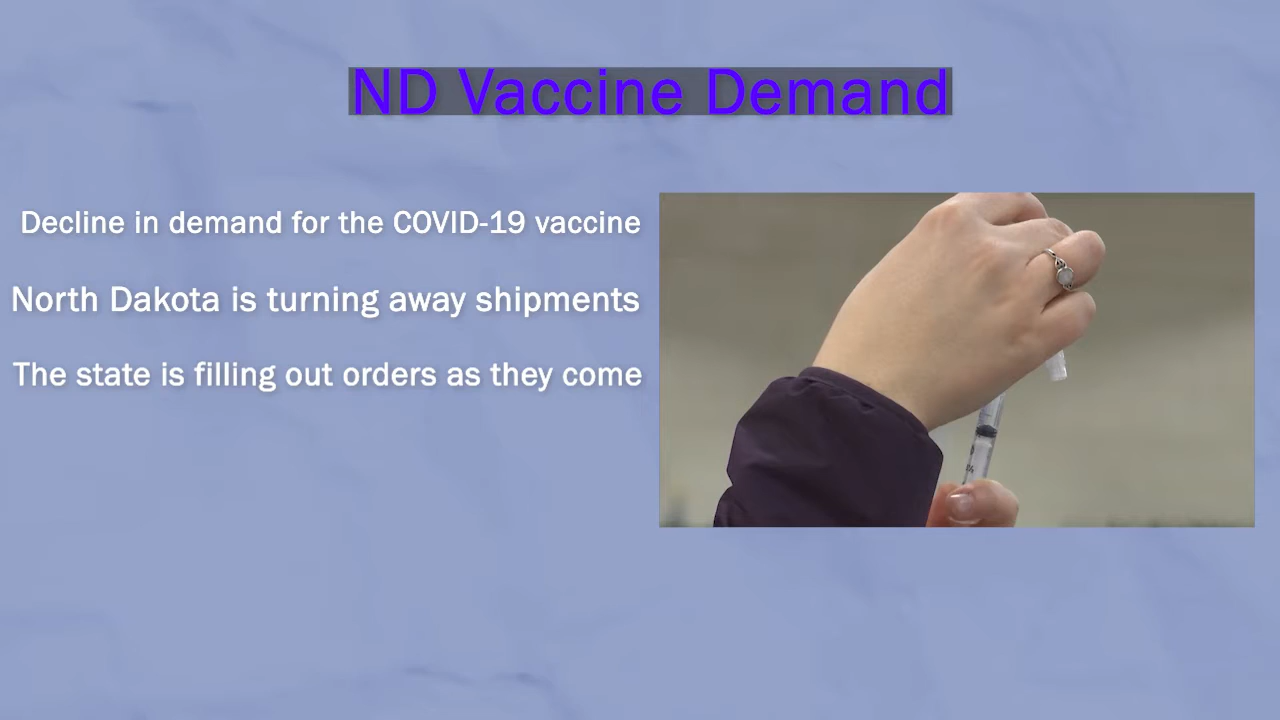 ND Vaccine Demand
Decline in demand for the COVID-19 vaccine
North Dakota is turning away shipments
The state is filling out orders as they come